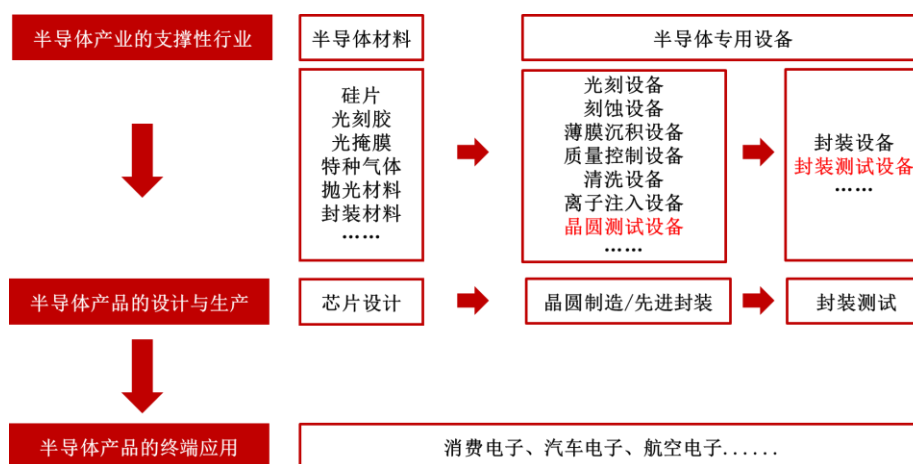 半导体产业的支撑性行业
半导体材料
半导体专用设备
硅片
光刻胶
光掩膜
特种气体
抛光材料
封装材料
……
光刻设备
刻蚀设备
薄膜沉积设备
质量控制设备
清洗设备
离子注入设备
晶圆测试设备
……
封装设备
封装测试设备
……
半导体产品的设计与生产
芯片设计
晶圆制造/先进封装
封装测试
半导体产品的终端应用
消费电子、汽车电子、航空电子......